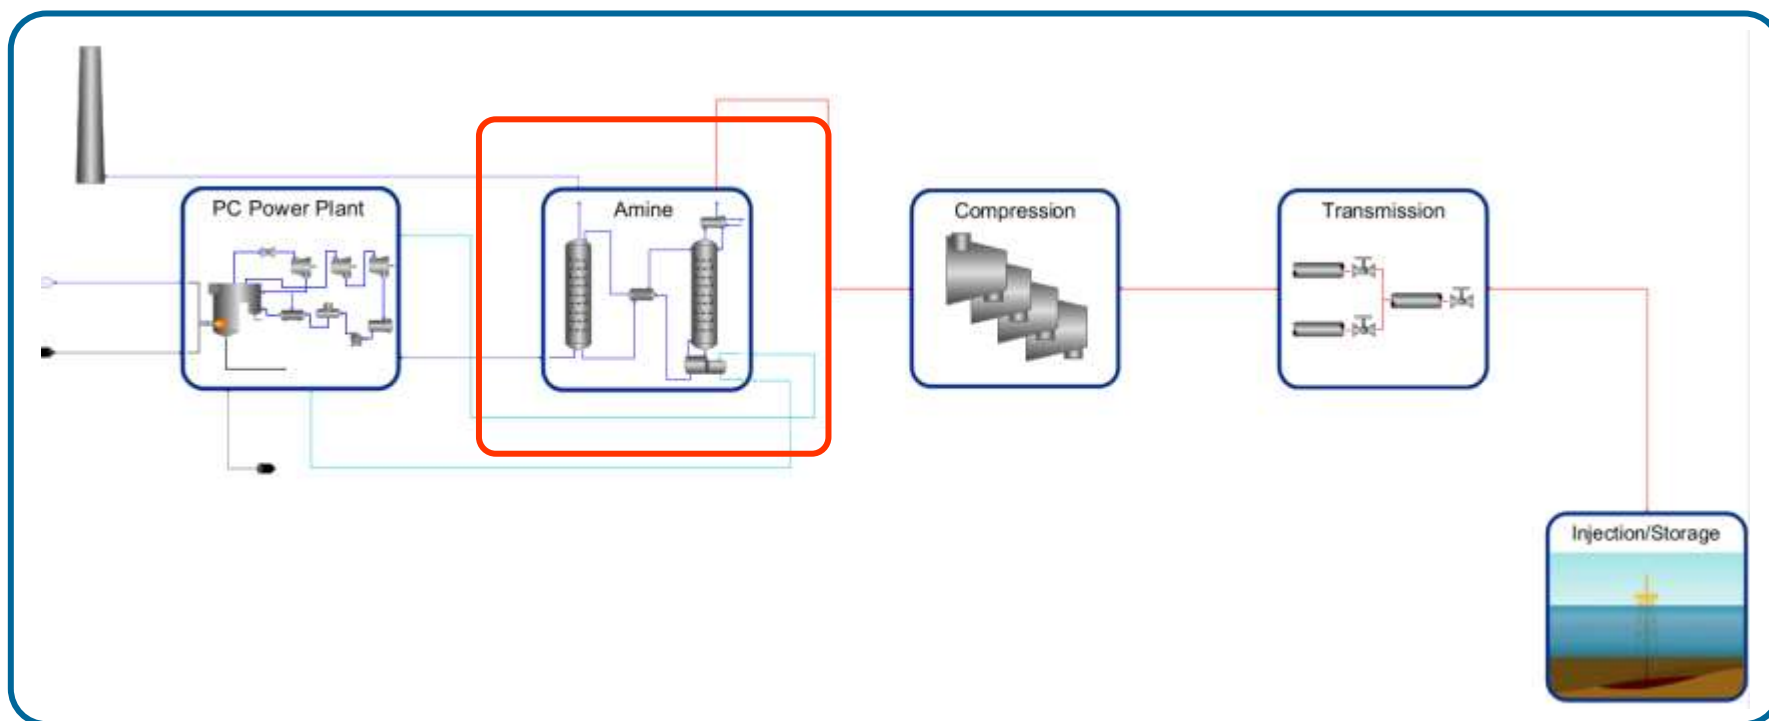 PC Power Plant
Amine
Compression
Transmission
Injection/Storage